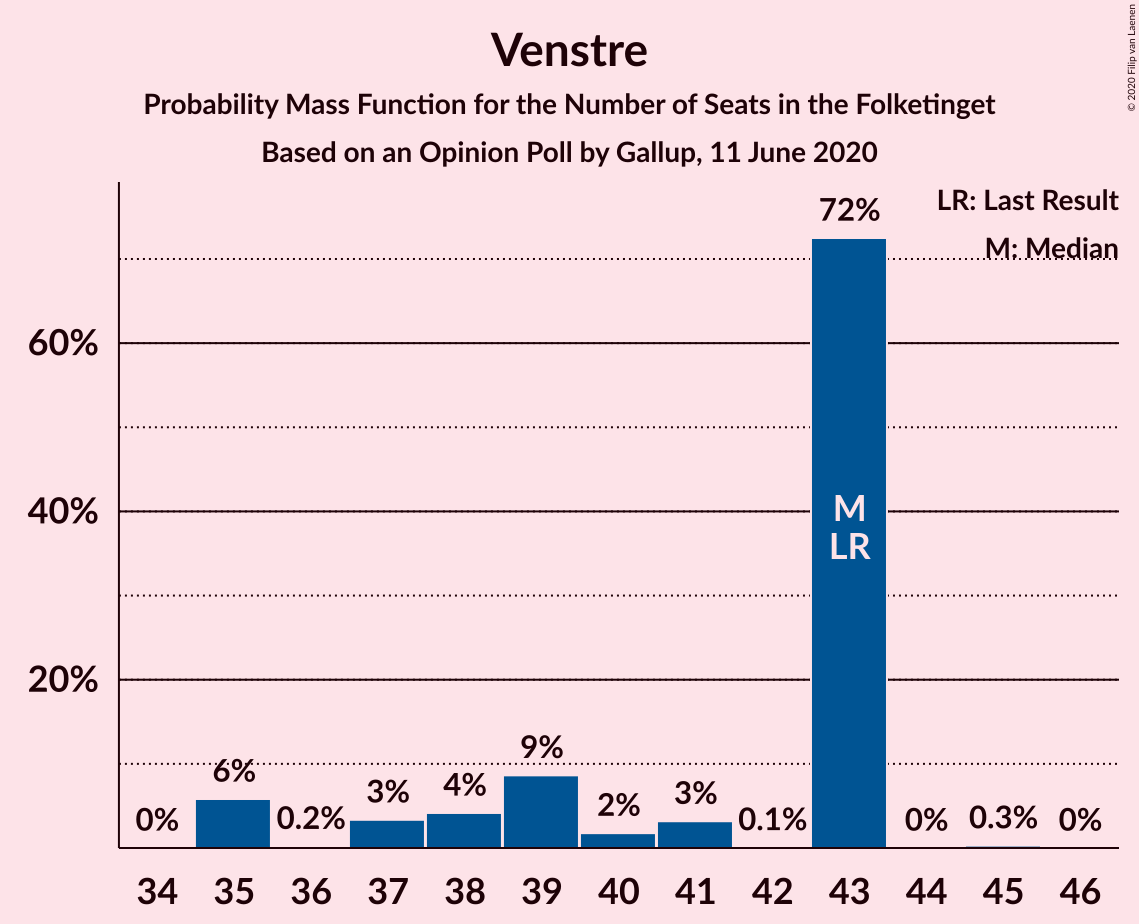 Venstre
Probability Mass Function for the Number of Seats in the Folketinget
Based on an Opinion Poll by Gallup, 11 June 2020
© 2020 Filip van Laenen
LR: Last Result
M: Median
60%
40%
20%
0%
6%
0.2%
3%
4%
9%
2%
3%
0.1%
72%
0%
0.3%
0%
M
LR
34 35 36 37 38 39 40 41 42 43 44 45 46